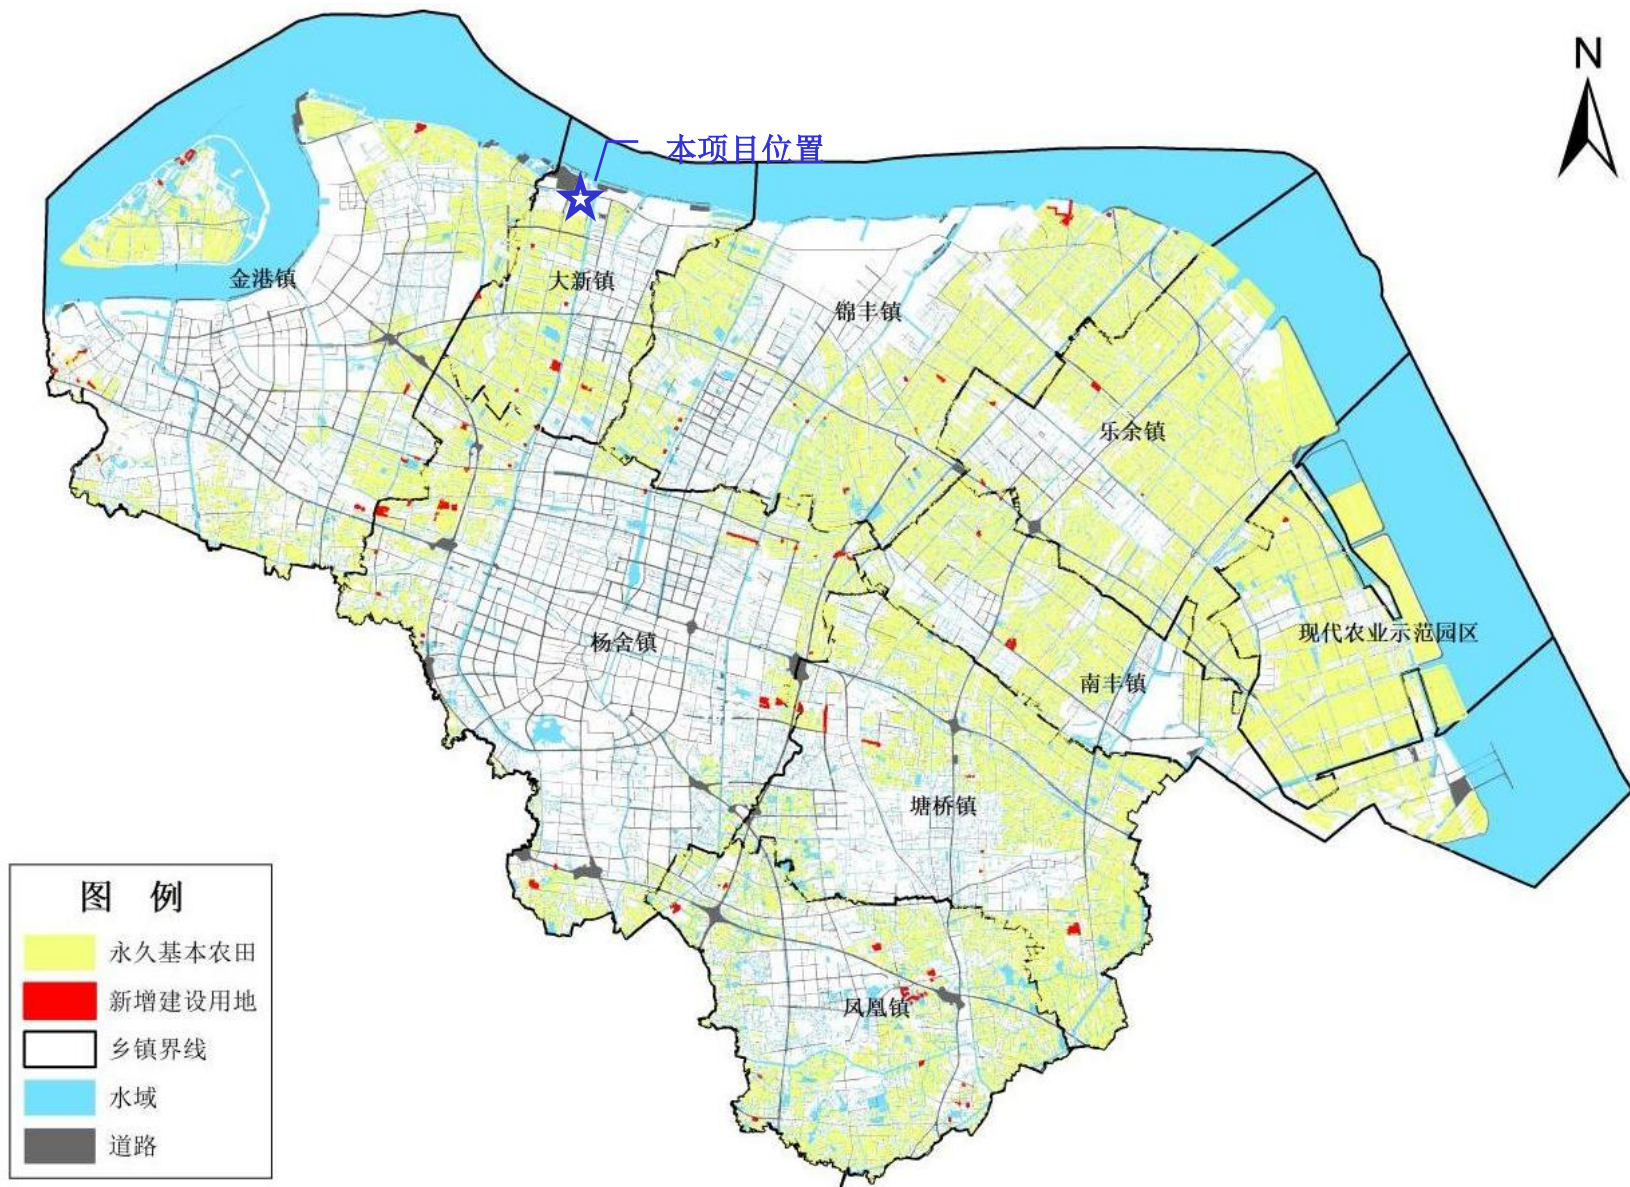 N
本项目位置
金港镇
大新镇
锦丰镇
乐余镇
杨舍镇
现代农业示范园区
南丰镇
塘桥镇
凤凰镇
图 例
永久基本农田
新增建设用地
乡镇界线
水域
道路